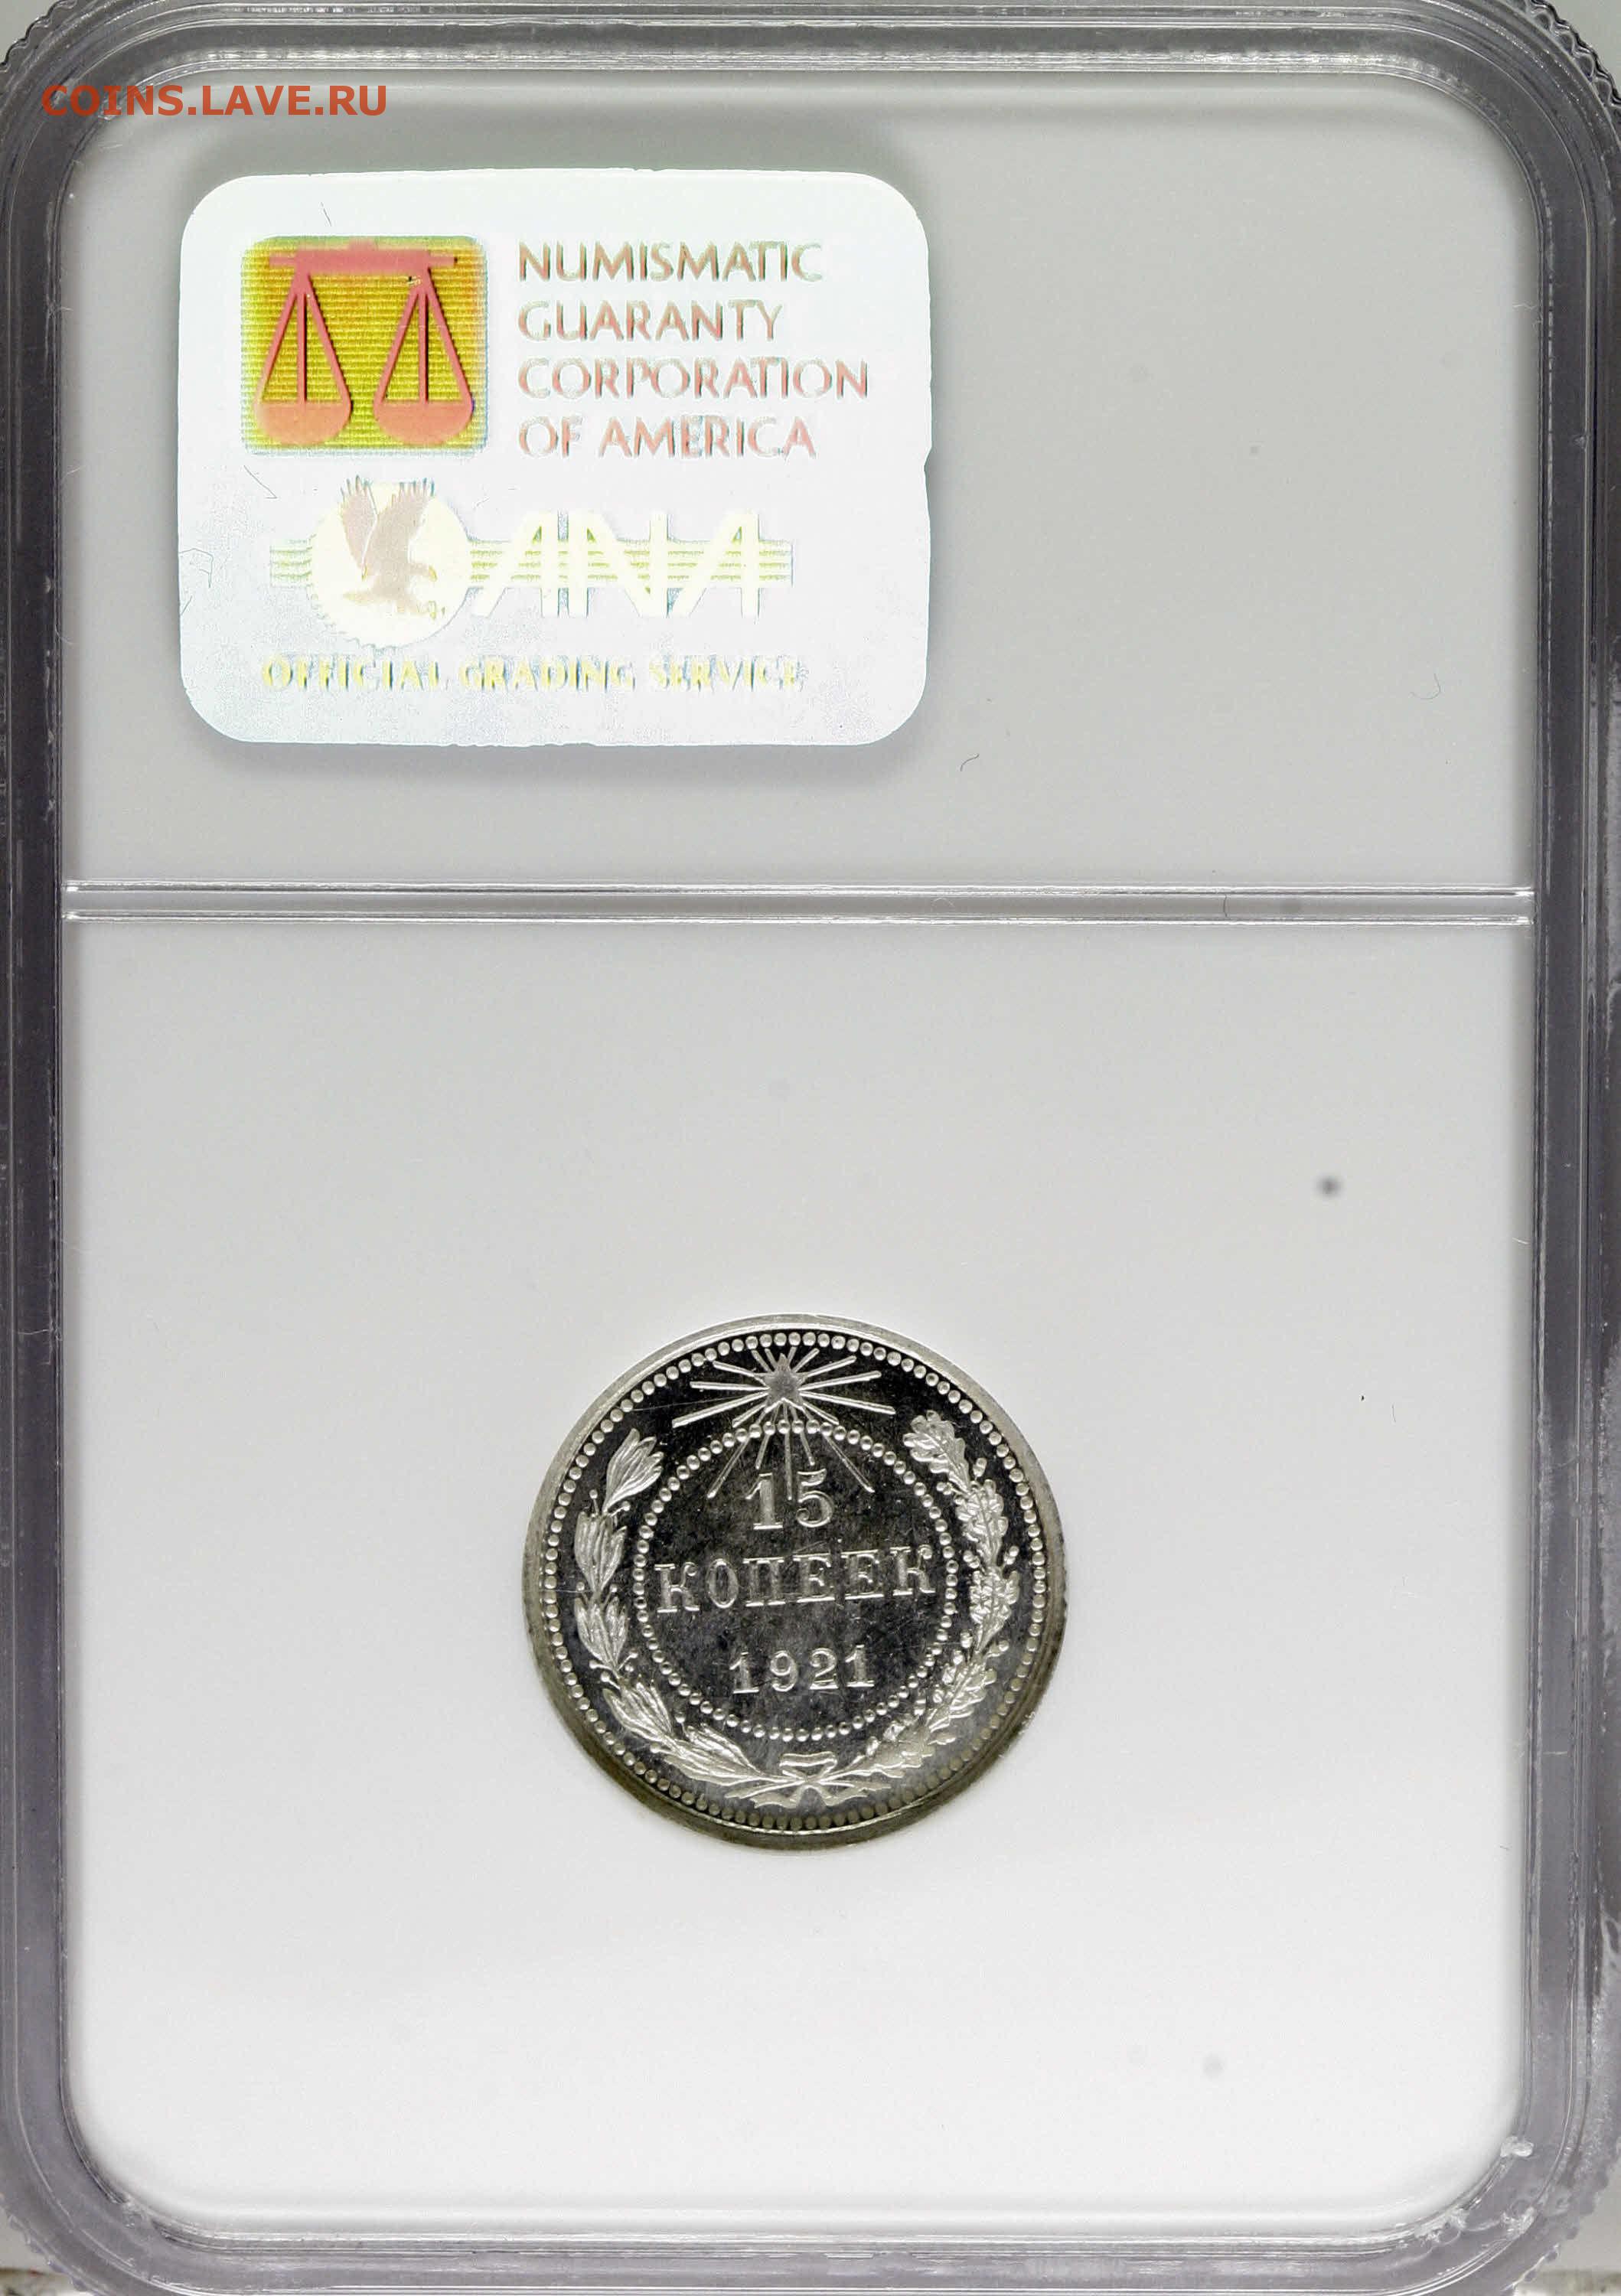 COINS.LAVE.RU
NUMISMATIC
GUARANTY
CORPORATION
OF AMERICA
ANA
OFFICIAL GRADING SERVICE
15
КОПЕЕК
1921